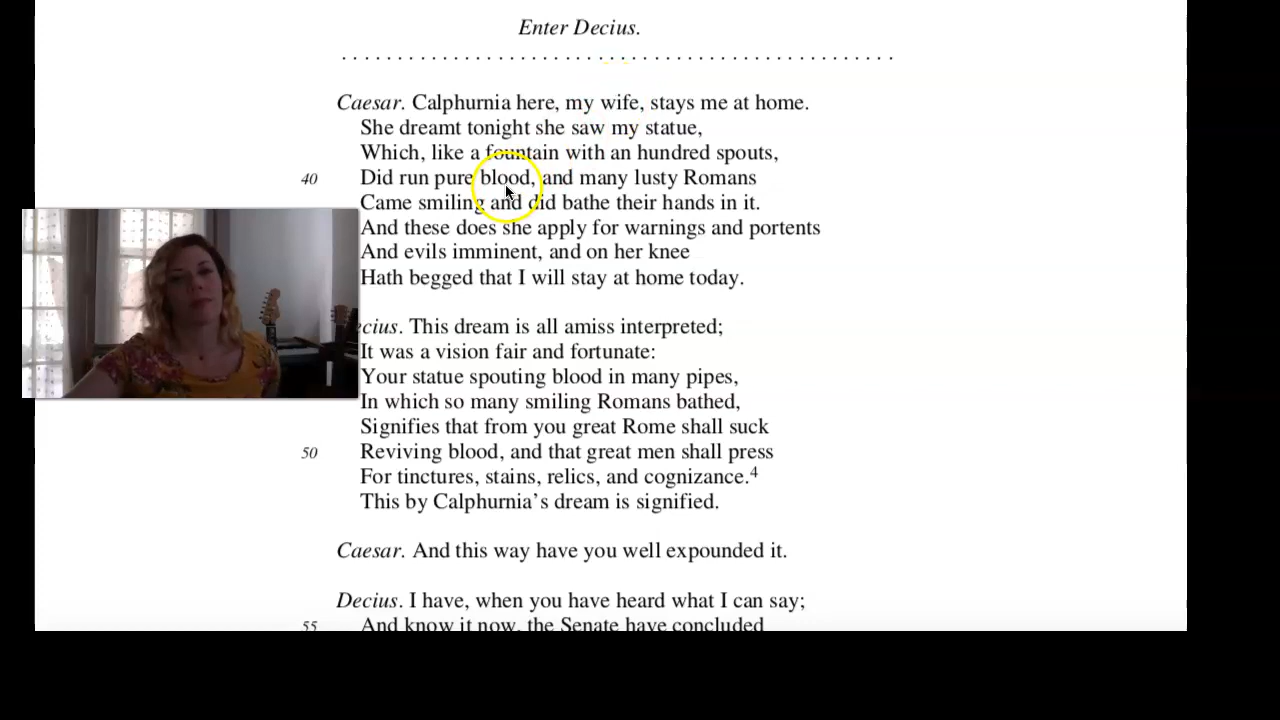 Enter Decius.
. . . . . . . . . . . . . . . . . . . . . . . . . . . . . . . . . . . . . . . . . . . . . . . . . .
Caesar. Calphurnia here, my wife, stays me at home.
She dreamt tonight she saw my statue,
Which, like a fountain with an hundred spouts,
40 Did run pure blood, and many lusty Romans
Came smiling and did bathe their hands in it.
And these does she apply for warnings and portents
And evils imminent, and on her knee
Hath begged that I will stay at home today.
cius. This dream is all amiss interpreted;
It was a vision fair and fortunate:
Your statue spouting blood in many pipes,
In which so many smiling Romans bathed,
Signifies that from you great Rome shall suck
50 Reviving blood, and that great men shall press
For tinctures, stains, relics, and cognizance.4
This by Calphurnia's dream is signified.
Caesar. And this way have you well expounded it.
Decius. I have, when you have heard what I can say;
55 And know it now, the Senate have concluded